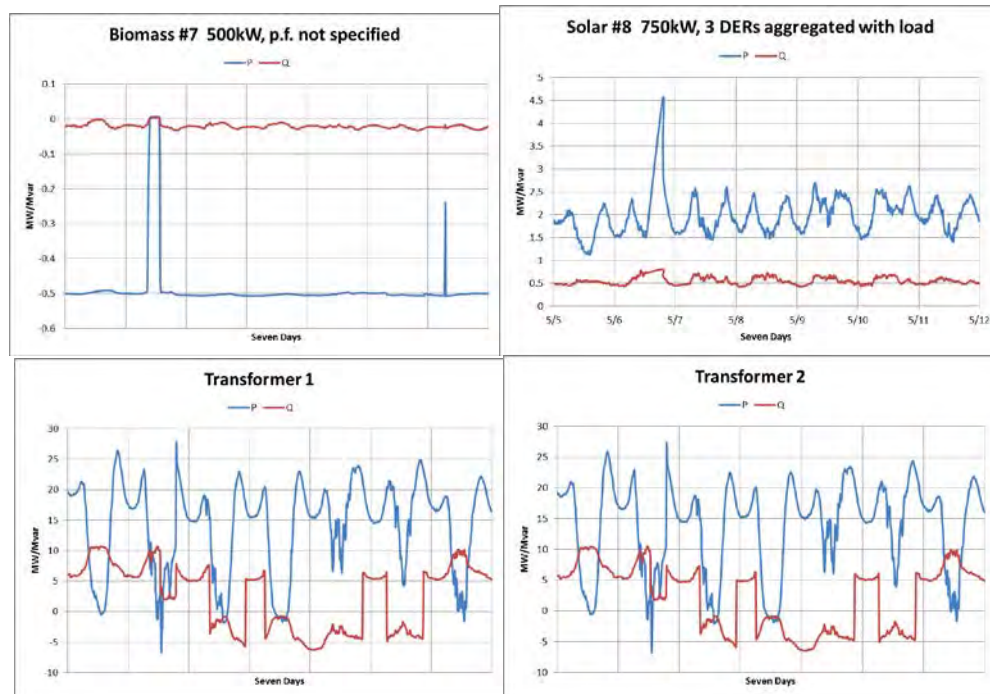 Biomass #7 500kW, p.f. not specified
P Q
0.1
0
-0.1
-0.2
-0.3
-0.4
-0.5
-0.6
MW/Mvar
Seven Days
Solar #8 750kW, 3 DERs aggregated with load
P Q
5
4.5
4
3.5
3
2.5
2
1.5
1
0.5
0
MW/Mvar
5/5 5/6 5/7 5/8 5/9 5/10 5/11 5/12
Seven Days
Transformer 1
P Q
30
25
20
15
10
5
0
-5
-10
MW/Mvar
Seven Days
Transformer 2
P Q
30
25
20
15
10
5
0
-5
-10
MW/Mvar
Seven Days